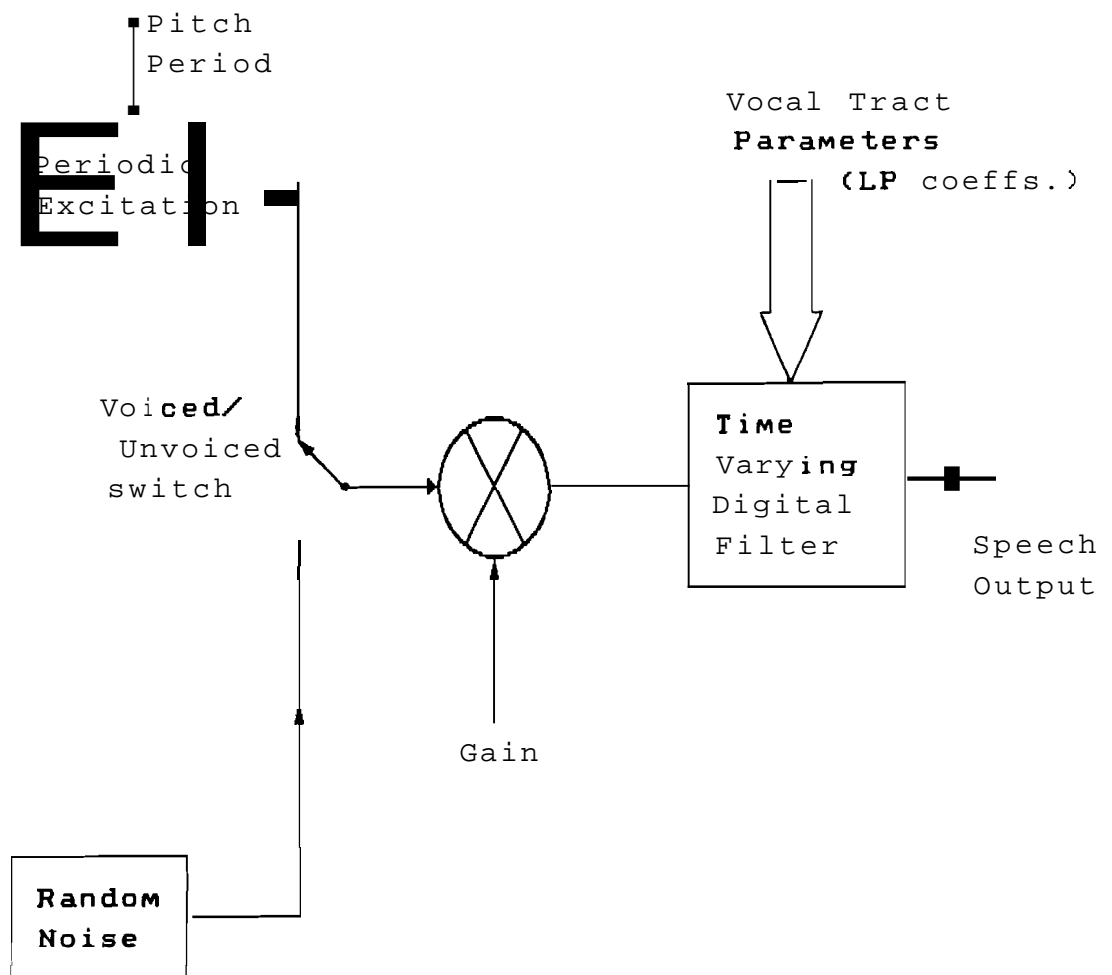 Pitch
Period
Periodic
Excitation
Vocal Tract
Parameters
(LP coeffs.)
Voiced/
Unvoiced
switch
Time
Varying
Digital
Filter
Speech
Output
Gain
Random
Noise